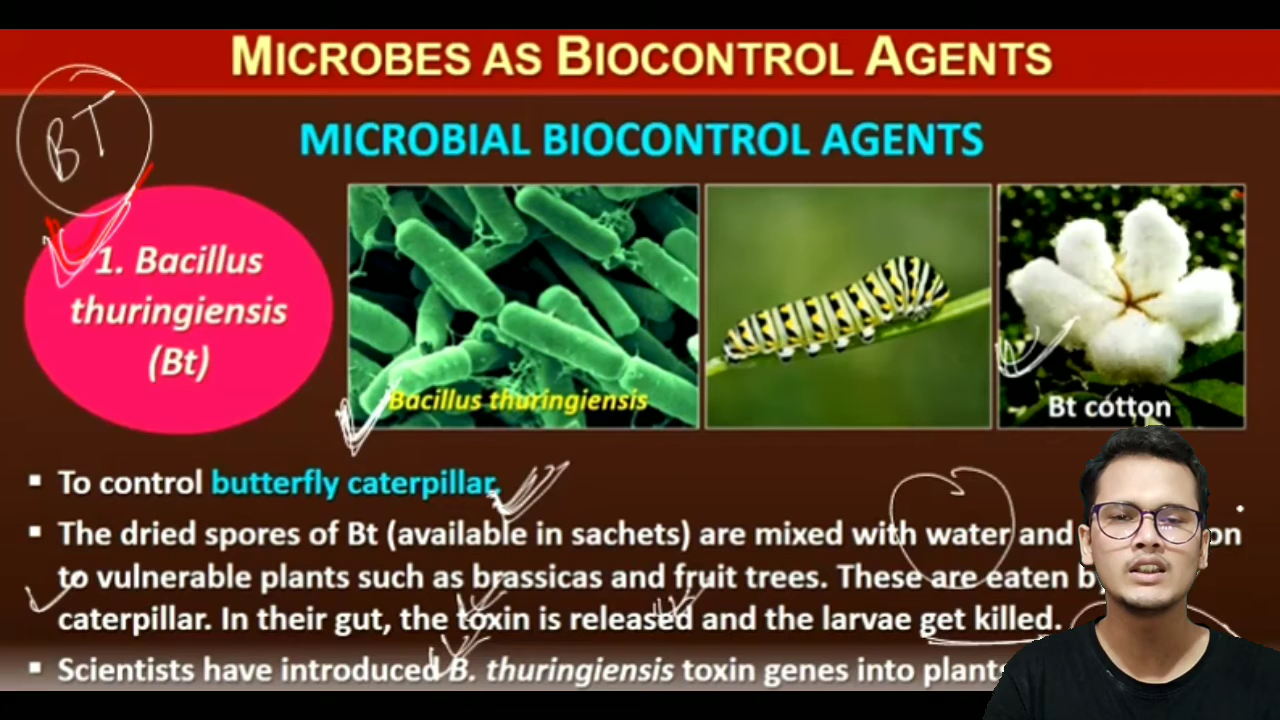 MICROBES AS BIOCONTROL AGENTS
BT
MICROBIAL BIOCONTROL AGENTS
1. Bacillus
thuringiensis
(Bt)
Bacillus thuringiensis
Bt cotton
▪ To control butterfly caterpillar
▪ The dried spores of Bt (available in sachets) are mixed with water and on
to vulnerable plants such as brassicas and fruit trees. These are eaten
caterpillar. In their gut, the toxin is released and the larvae get killed.
▪ Scientists have introduced B. thuringiensis toxin genes into plants